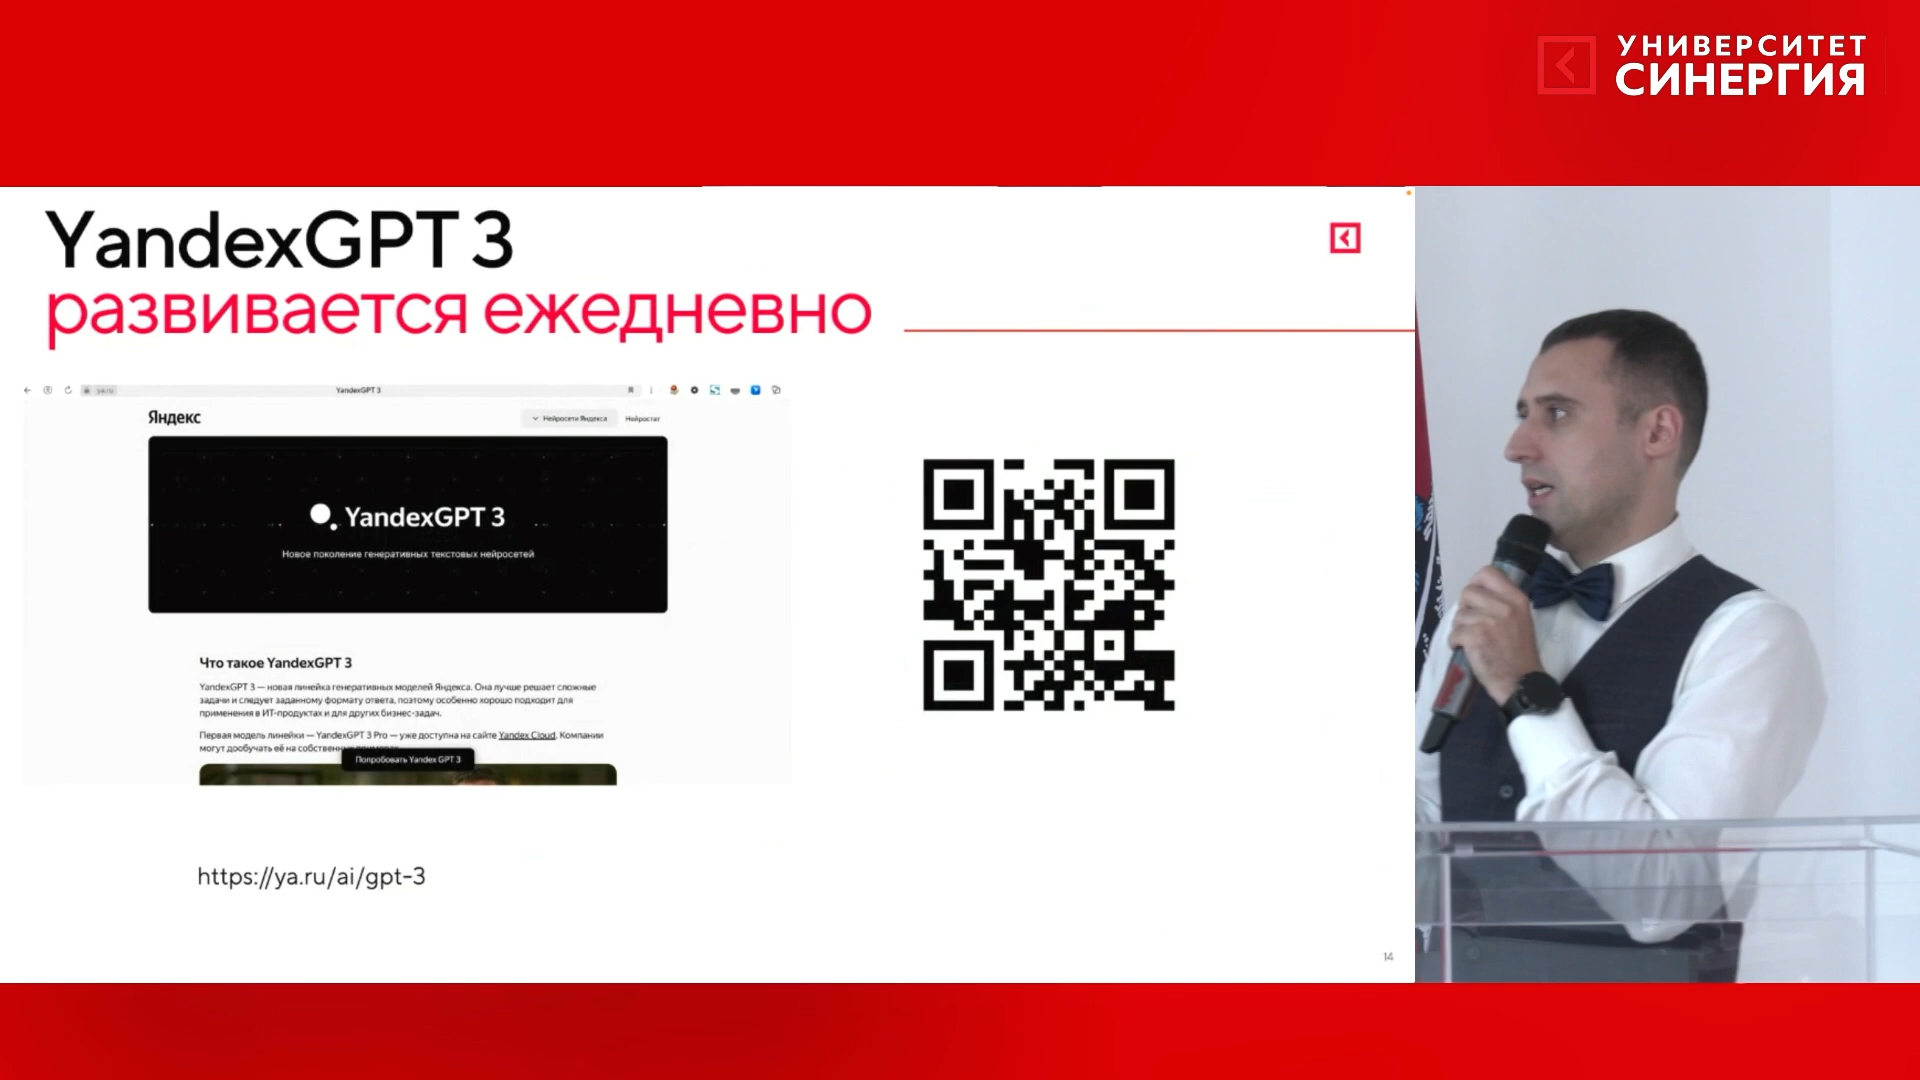 УНИВЕРСИТЕТ
СИНЕРГИЯ
YandexGPT 3
развивается ежедневно
ya.ru
YandexGPT 3
Яндекс
Нейросети Яндекса
Нейростат
YandexGPT 3
Новое поколение генеративных текстовых нейросетей
Что такое YandexGPT 3
YandexGPT 3 — новая линейка генеративных моделей Яндекса. Она лучше решает сложные
задачи и следует заданному формату ответа, поэтому особенно хорошо подходит для
применения в ИТ-продуктах и для других бизнес-задач.
Первая модель линейки — YandexGPT 3 Pro — уже доступна на сайте Yandex Cloud. Компании
могут дообучать её на собственных
Попробовать Yandex GPT 3
https://ya.ru/ai/gpt-3
14